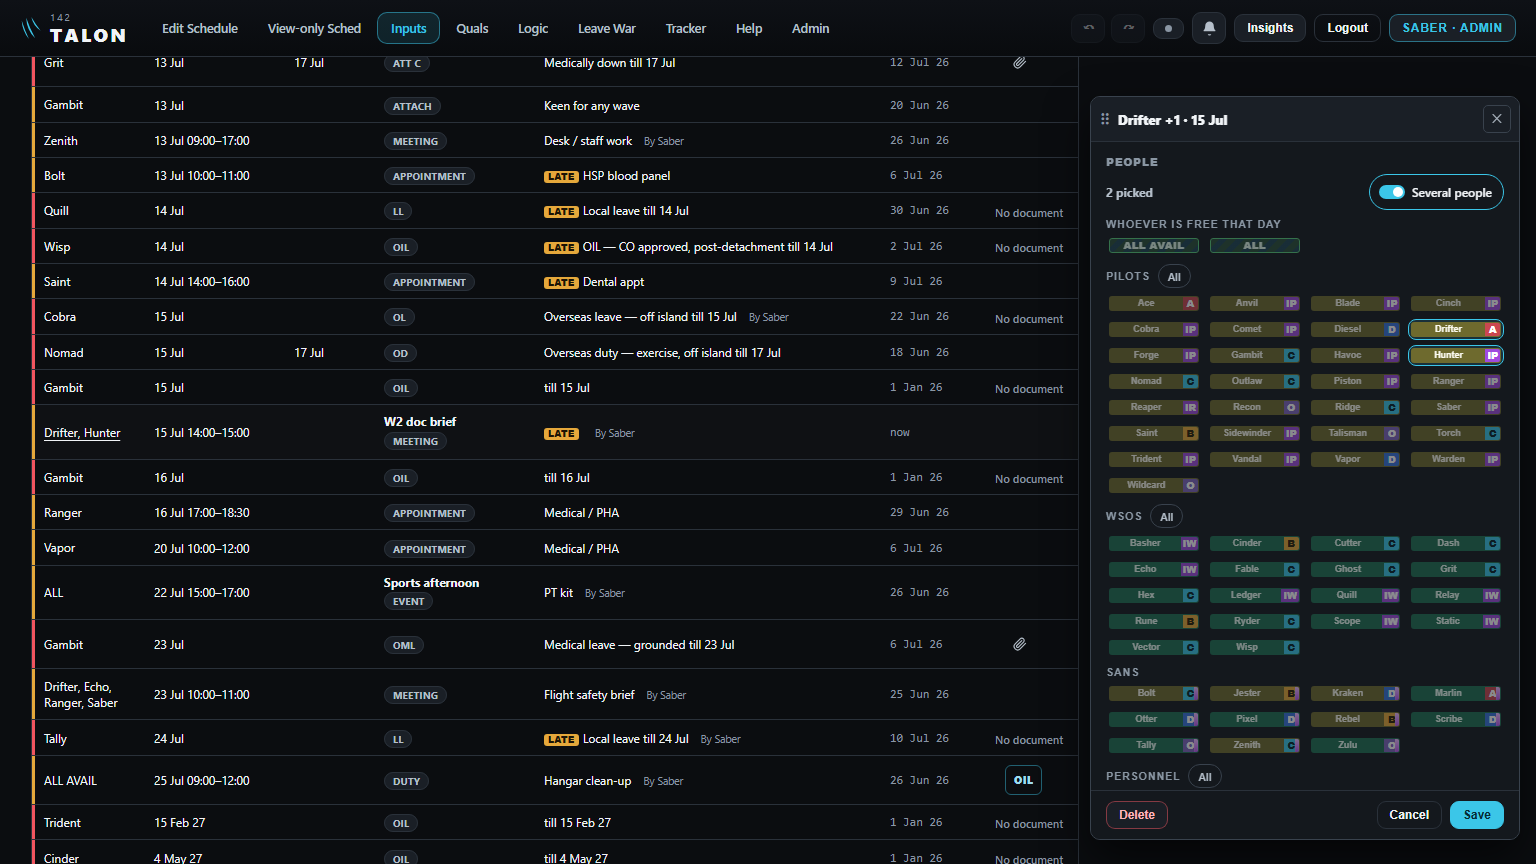 142
TALON
Edit Schedule
View-only Sched
Inputs
Quals
Logic
Leave War
Tracker
Help
Admin
Insights
Logout
SABER · ADMIN
Grit 13 Jul 17 Jul ATT C Medically down till 17 Jul 12 Jul 26
Gambit 13 Jul ATTACH Keen for any wave 20 Jun 26
Zenith 13 Jul 09:00–17:00 MEETING Desk / staff work By Saber 26 Jun 26
Bolt 13 Jul 10:00–11:00 APPOINTMENT LATE HSP blood panel 6 Jul 26
Quill 14 Jul LL LATE Local leave till 14 Jul 30 Jun 26 No document
Wisp 14 Jul OIL LATE OIL — CO approved, post-detachment till 14 Jul 2 Jul 26 No document
Saint 14 Jul 14:00–16:00 APPOINTMENT LATE Dental appt 9 Jul 26
Cobra 15 Jul OL Overseas leave — off island till 15 Jul By Saber 22 Jun 26 No document
Nomad 15 Jul 17 Jul OD Overseas duty — exercise, off island till 17 Jul 18 Jun 26
Gambit 15 Jul OIL till 15 Jul 1 Jan 26 No document
Drifter, Hunter 15 Jul 14:00–15:00 W2 doc brief MEETING LATE By Saber now
Gambit 16 Jul OIL till 16 Jul 1 Jan 26 No document
Ranger 16 Jul 17:00–18:30 APPOINTMENT Medical / PHA 29 Jun 26
Vapor 20 Jul 10:00–12:00 APPOINTMENT Medical / PHA 6 Jul 26
ALL 22 Jul 15:00–17:00 Sports afternoon EVENT PT kit By Saber 26 Jun 26
Gambit 23 Jul OML Medical leave — grounded till 23 Jul 6 Jul 26
Drifter, Echo, Ranger, Saber 23 Jul 10:00–11:00 MEETING Flight safety brief By Saber 25 Jun 26
Tally 24 Jul LL LATE Local leave till 24 Jul By Saber 10 Jul 26 No document
ALL AVAIL 25 Jul 09:00–12:00 DUTY Hangar clean-up By Saber 26 Jun 26 OIL
Trident 15 Feb 27 OIL till 15 Feb 27 1 Jan 26 No document
Cinder 4 May 27 OIL till 4 May 27 1 Jan 26 No document
Drifter +1 · 15 Jul
PEOPLE
2 picked Several people
WHOEVER IS FREE THAT DAY
ALL AVAIL ALL
PILOTS All
Ace A Anvil IP Blade IP Cinch IP
Cobra IP Comet IP Diesel D Drifter A
Forge IP Gambit C Havoc IP Hunter IP
Nomad C Outlaw C Piston IP Ranger IP
Reaper IR Recon O Ridge C Saber IP
Saint B Sidewinder IP Talisman O Torch C
Trident IP Vandal IP Vapor D Warden IP
Wildcard O
WSOS All
Basher IW Cinder B Cutter C Dash C
Echo IW Fable C Ghost C Grit C
Hex C Ledger IW Quill IW Relay IW
Rune B Ryder C Scope IW Static IW
Vector C Wisp C
SANS
Bolt C Jester B Kraken D Marlin A
Otter D Pixel D Rebel B Scribe D
Tally O Zenith C Zulu O
PERSONNEL All
Delete Cancel Save